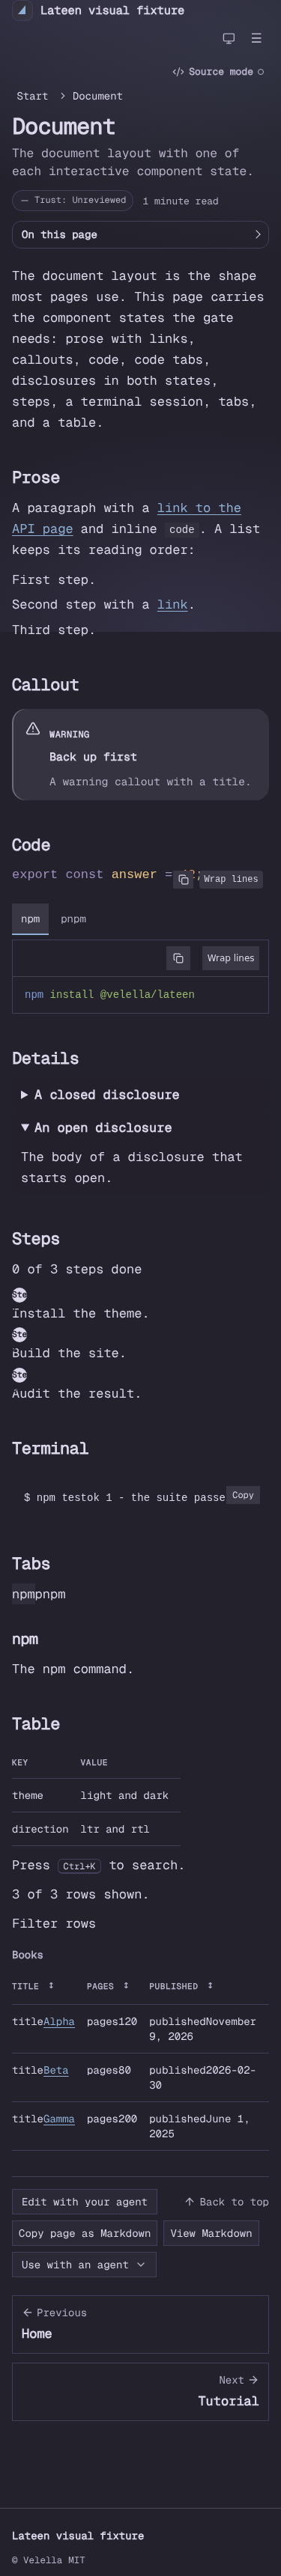 Lateen visual fixture
Source mode
Start > Document
Document
The document layout with one of
each interactive component state.
— Trust: Unreviewed 1 minute read
On this page
The document layout is the shape
most pages use. This page carries
the component states the gate
needs: prose with links,
callouts, code, code tabs,
disclosures in both states,
steps, a terminal session, tabs,
and a table.
Prose
A paragraph with a link to the
API page and inline code. A list
keeps its reading order:
First step.
Second step with a link.
Third step.
Callout
WARNING
Back up first
A warning callout with a title.
Code
export const answer =
Wrap lines
npm pnpm
Wrap lines
npm install @velella/lateen
Details
A closed disclosure
An open disclosure
The body of a disclosure that
starts open.
Steps
0 of 3 steps done
Ste
Install the theme.
Ste
Build the site.
Ste
Audit the result.
Terminal
$ npm testok 1 - the suite passe
Copy
Tabs
npmpnpm
npm
The npm command.
Table
KEY VALUE
theme light and dark
direction ltr and rtl
Press Ctrl+K to search.
3 of 3 rows shown.
Filter rows
Books
TITLE ↕ PAGES ↕ PUBLISHED ↕
titleAlpha pages120 publishedNovember
9, 2026
titleBeta pages80 published2026-02-
30
titleGamma pages200 publishedJune 1,
2025
Edit with your agent ↑ Back to top
Copy page as Markdown View Markdown
Use with an agent
← Previous
Home
Next →
Tutorial
Lateen visual fixture
© Velella MIT